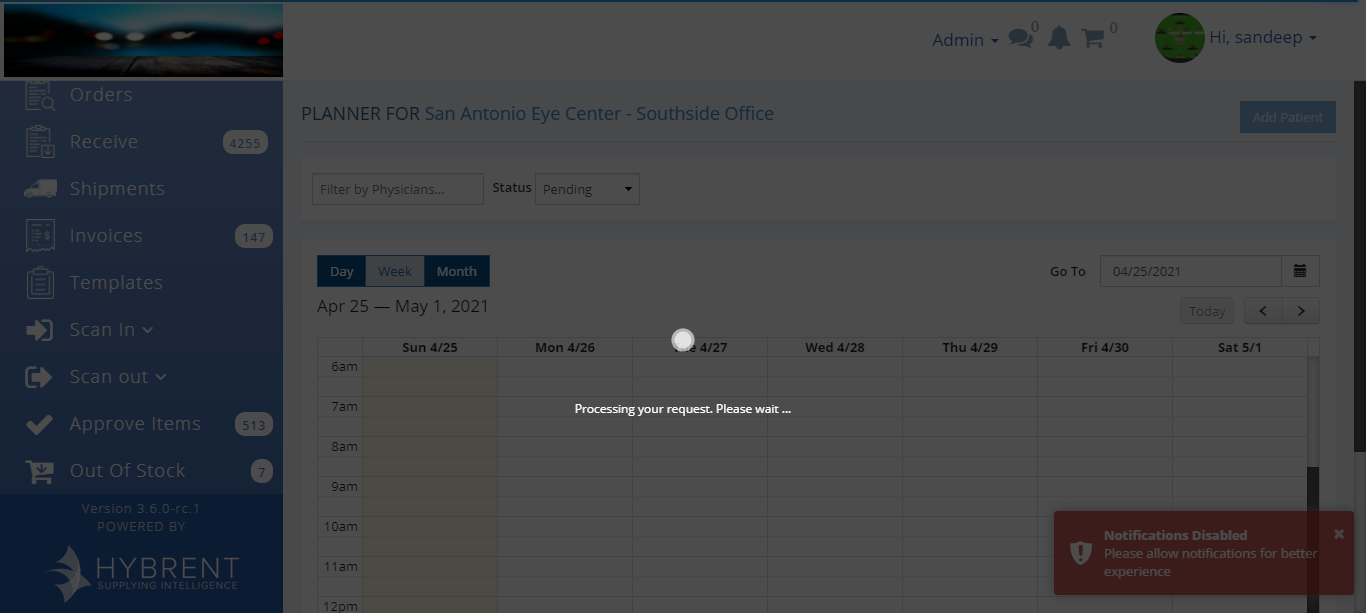 Admin
0
0
Hi, sandeep
Orders
Receive 4255
Shipments
Invoices 147
Templates
Scan In
Scan out
Approve Items 513
Out Of Stock 7
Version 3.6.0-rc.1
POWERED BY
HYBRENT
SUPPLYING INTELLIGENCE
PLANNER FOR San Antonio Eye Center - Southside Office
Add Patient
Filter by Physicians...
Status Pending
Day Week Month
Go To 04/25/2021
Apr 25 — May 1, 2021
Today
Sun 4/25 Mon 4/26 4/27 Wed 4/28 Thu 4/29 Fri 4/30 Sat 5/1
6am
7am
8am
9am
10am
11am
12pm
Processing your request. Please wait ...
Notifications Disabled
Please allow notifications for better
experience